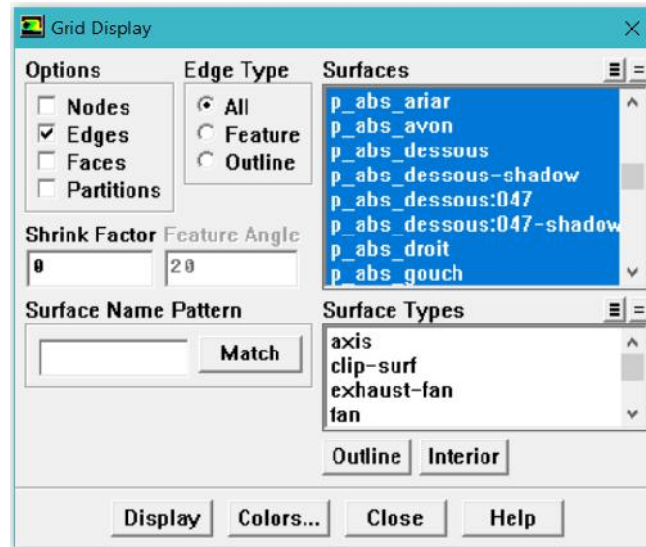 Grid Display
Options
Nodes
Edges
Faces
Partitions
Edge Type
All
Feature
Outline
Shrink Factor
0
Feature Angle
20
Surface Name Pattern
Match
Surfaces
p_abs_ariar
p_abs_avon
p_abs_dessous
p_abs_dessous-shadow
p_abs_dessous:047
p_abs_dessous:047-shadow
p_abs_droit
p_abs_gouch
Surface Types
axis
clip-surf
exhaust-fan
fan
Outline
Interior
Display
Colors...
Close
Help